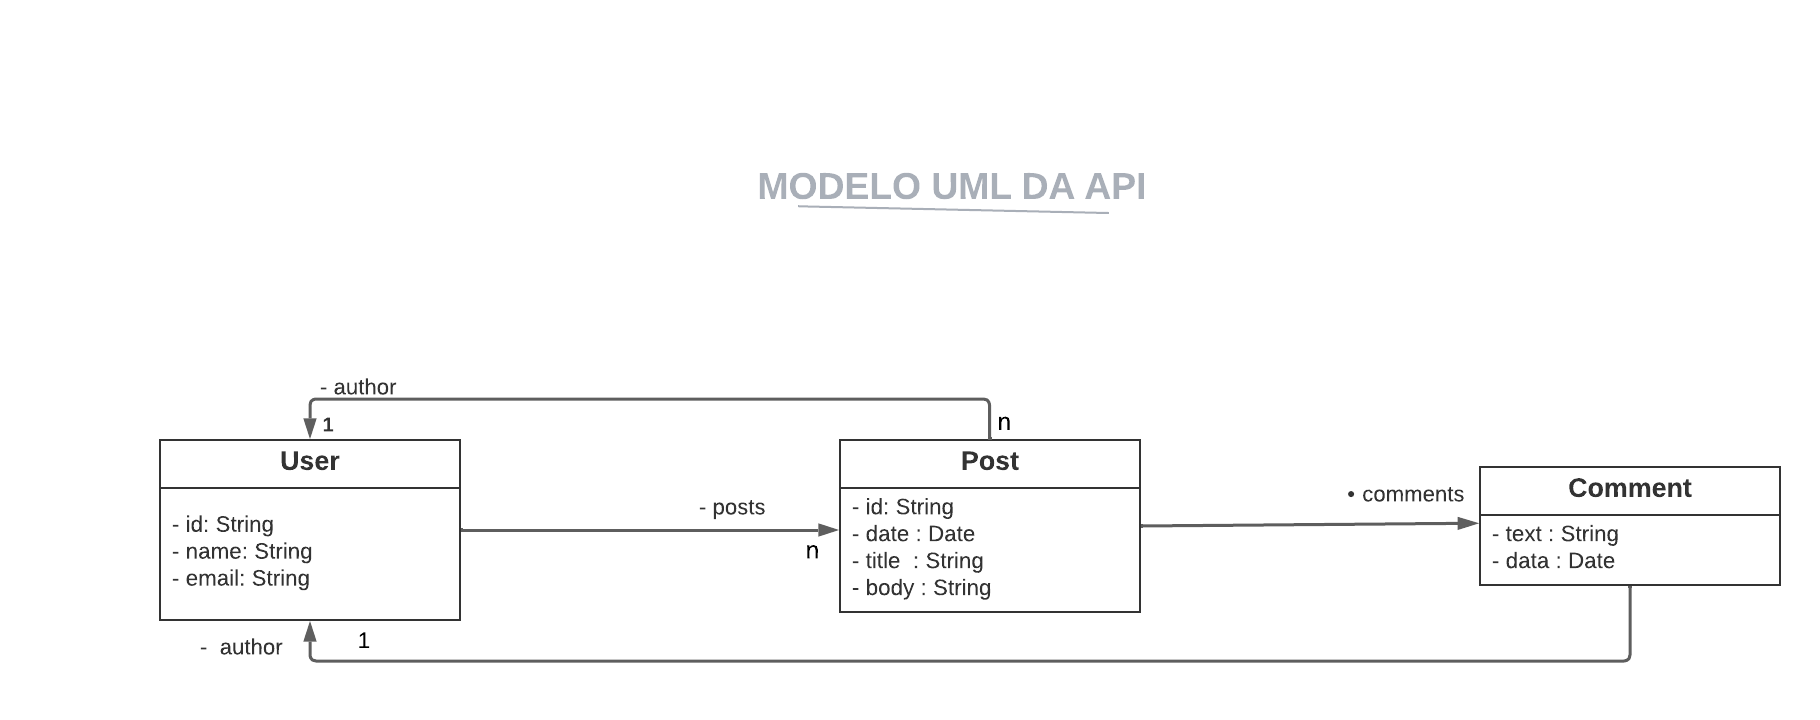 MODELO UML DA API
- author
1
n
User
- id: String
- name: String
- email: String
- posts
n
Post
- id: String
- date : Date
- title  : String
- body : String
• comments
Comment
- text : String
- data : Date
-  author
1